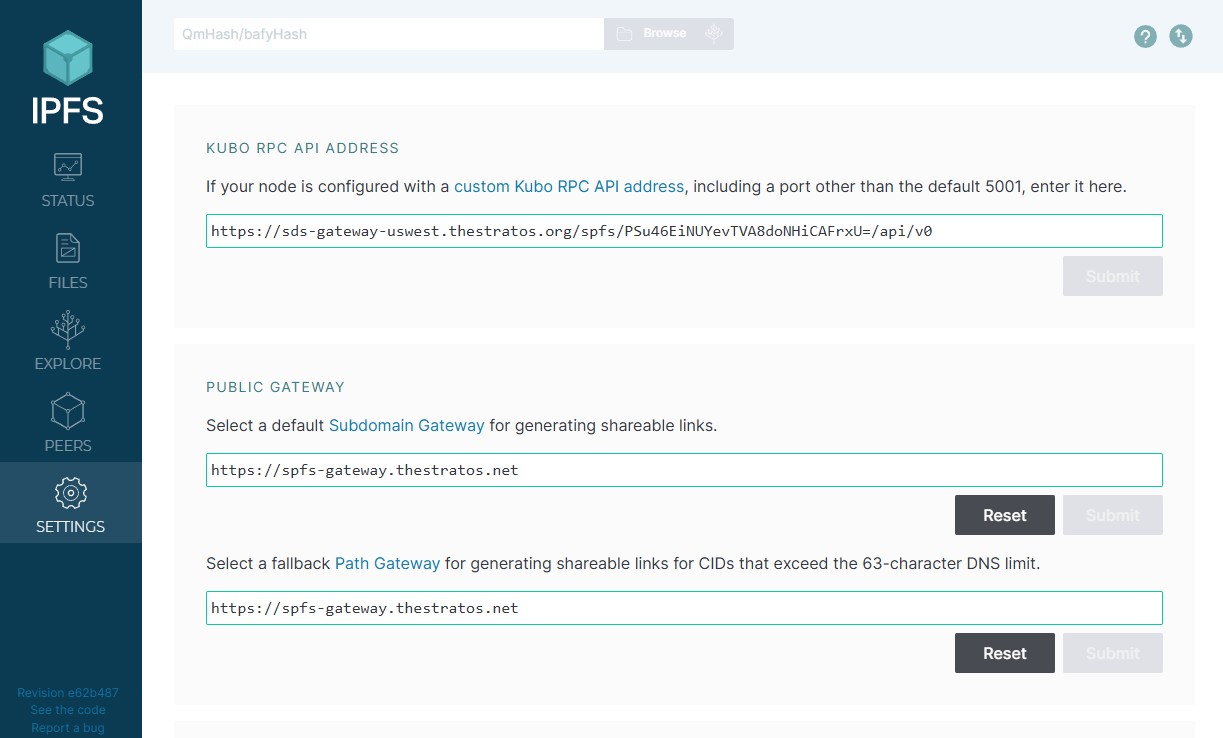 QmHash/bafyHash
Browse
IPFS
STATUS
FILES
EXPLORE
PEERS
SETTINGS
Revision e62b487
See the code
Report a bug
KUBO RPC API ADDRESS
If your node is configured with a custom Kubo RPC API address, including a port other than the default 5001, enter it here.
https://sds-gateway-uswest.thestratos.org/spfs/PSu46EiNUYevTVA8doNHiCAFrxU=/api/v0
Submit
PUBLIC GATEWAY
Select a default Subdomain Gateway for generating shareable links.
https://spfs-gateway.thestratos.net
Reset Submit
Select a fallback Path Gateway for generating shareable links for CIDs that exceed the 63-character DNS limit.
https://spfs-gateway.thestratos.net
Reset Submit